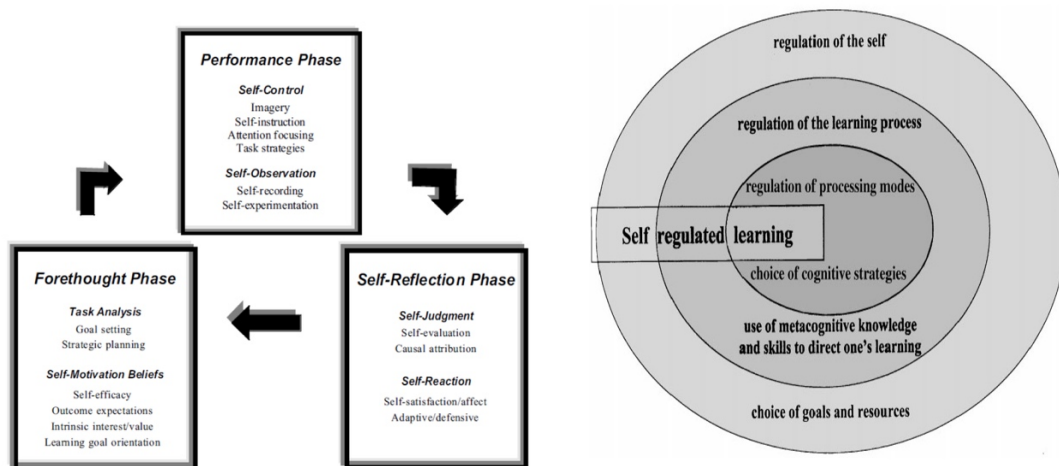 Performance Phase
Self-Control
Imagery
Self-instruction
Attention focusing
Task strategies
Self-Observation
Self-recording
Self-experimentation
Forethought Phase
Task Analysis
Goal setting
Strategic planning
Self-Motivation Beliefs
Self-efficacy
Outcome expectations
Intrinsic interest/value
Learning goal orientation
Self-Reflection Phase
Self-Judgment
Self-evaluation
Causal attribution
Self-Reaction
Self-satisfaction/affect
Adaptive/defensive
regulation of the self
regulation of the learning process
regulation of processing modes
Self regulated learning
choice of cognitive strategies
use of metacognitive knowledge
and skills to direct one's learning
choice of goals and resources